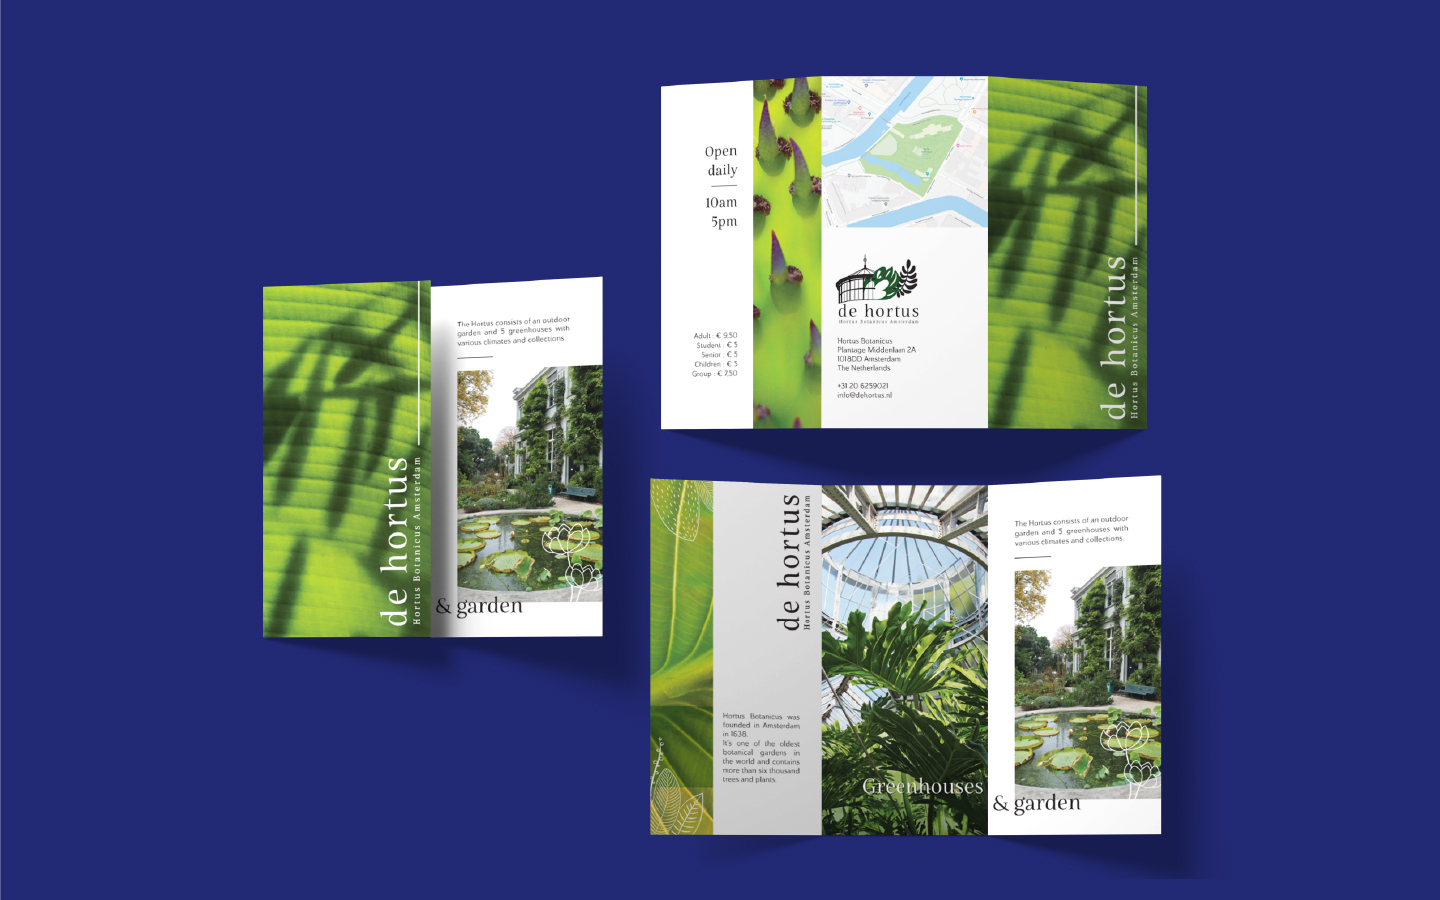 Open
daily
10am
5pm
Adult : € 9,50
Student : € 5
Senior : € 5
Children : € 5
Group : € 7,50
de hortus
Hortus Botanicus Amsterdam
Hortus Botanicus
Plantage Middenlaan 2A
1018DD Amsterdam
The Netherlands
+31 20 6259021
info@dehortus.nl
de hortus
Hortus Botanicus Amsterdam
de hortus
Hortus Botanicus Amsterdam
The Hortus consists of an outdoor
garden and 5 greenhouses with
various climates and collections.
& garden
de hortus
Hortus Botanicus Amsterdam
Hortus Botanicus was
founded in Amsterdam
in 1638.
It's one of the oldest
botanical gardens in
the world and contains
more than six thousand
trees and plants
Greenhouses
The Hortus consists of an outdoor
garden and 5 greenhouses with
various climates and collections.
& garden